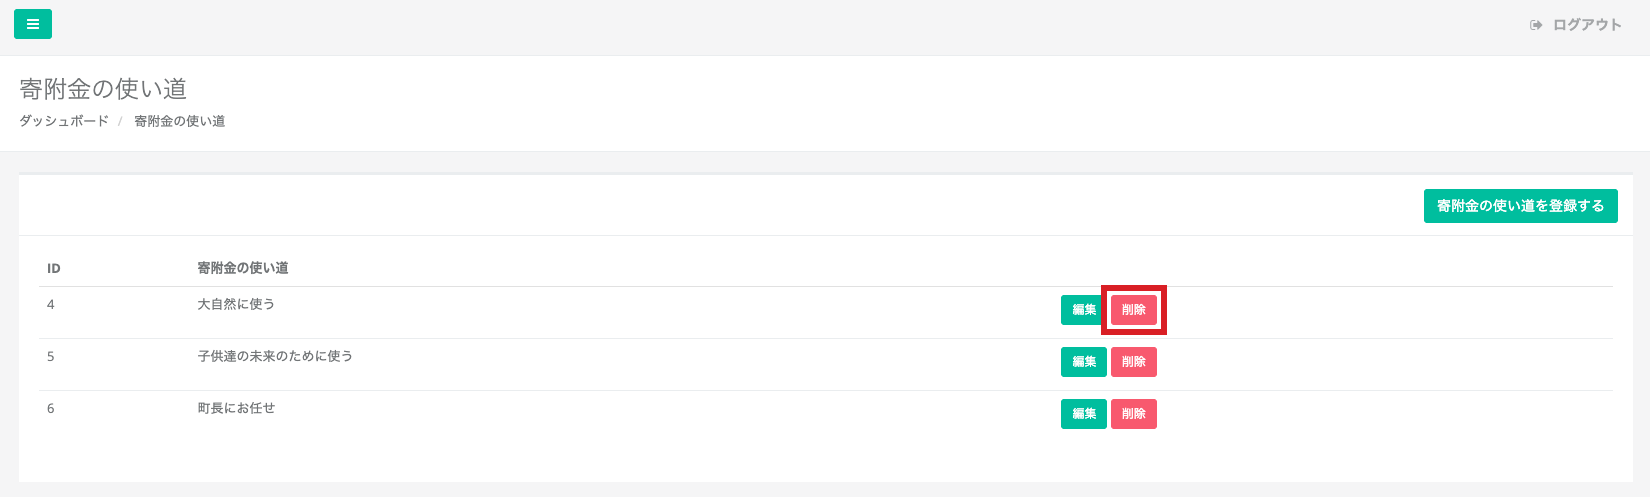 ログアウト
寄附金の使い道
ダッシュボード / 寄附金の使い道
寄附金の使い道を登録する
ID 寄附金の使い道
4 大自然に使う 編集 削除
5 子供達の未来のために使う 編集 削除
6 町長にお任せ 編集 削除